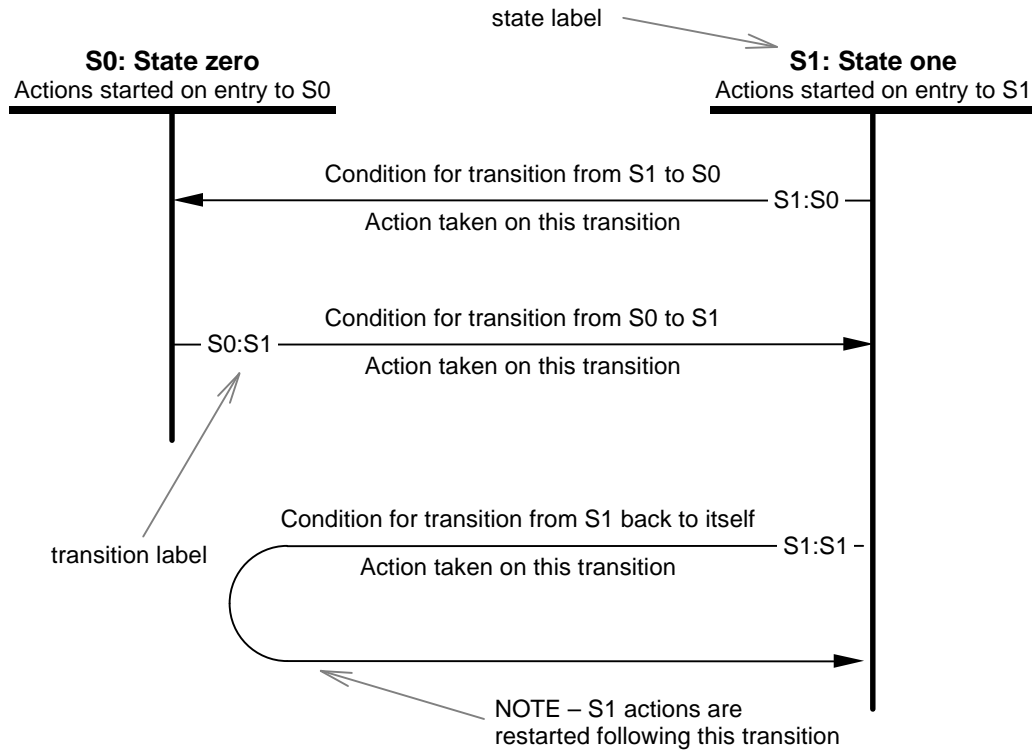 state label
S0: State zero
Actions started on entry to S0
S1: State one
Actions started on entry to S1
Condition for transition from S1 to S0
S1:S0
Action taken on this transition
Condition for transition from S0 to S1
S0:S1
Action taken on this transition
Condition for transition from S1 back to itself
S1:S1
transition label
Action taken on this transition
NOTE – S1 actions are
restarted following this transition